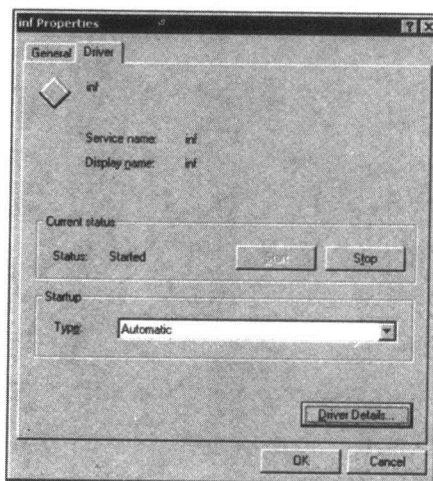 inf Properties
General Driver
inf
Service name: inf
Display name: inf
Current status
Status: Started Start Stop
Startup
Type: Automatic
Driver Details...
OK Cancel